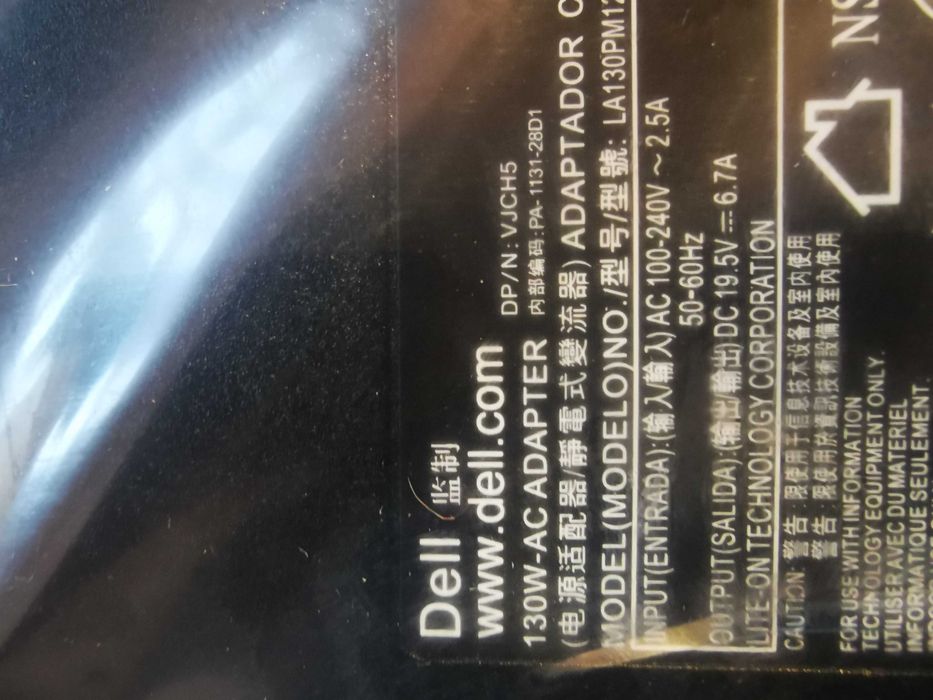 Dell 监制
www.dell.com DP/N: VJCH5
130W-AC ADAPTER 内部编码: PA-1131-28D1
(电源适配器/靜電式變流器) ADAPTADOR
MODEL(MODELO)NO./型号/型號: LA130PM12
INPUT(ENTRADA):(输入/輸入) AC 100-240V ~ 2.5A
50-60Hz
OUTPUT(SALIDA):(输出/輸出) DC 19.5V ⎓ 6.7A
LITE-ON TECHNOLOGY CORPORATION
CAUTION 警告: 限使用于信息技术设备及室内使用
警告: 限使用於資訊技術設備及室內使用
FOR USE WITH INFORMATION
TECHNOLOGY EQUIPMENT ONLY.
UTILISER AVEC DU MATERIEL
INFORMATIQUE SEULEMENT.